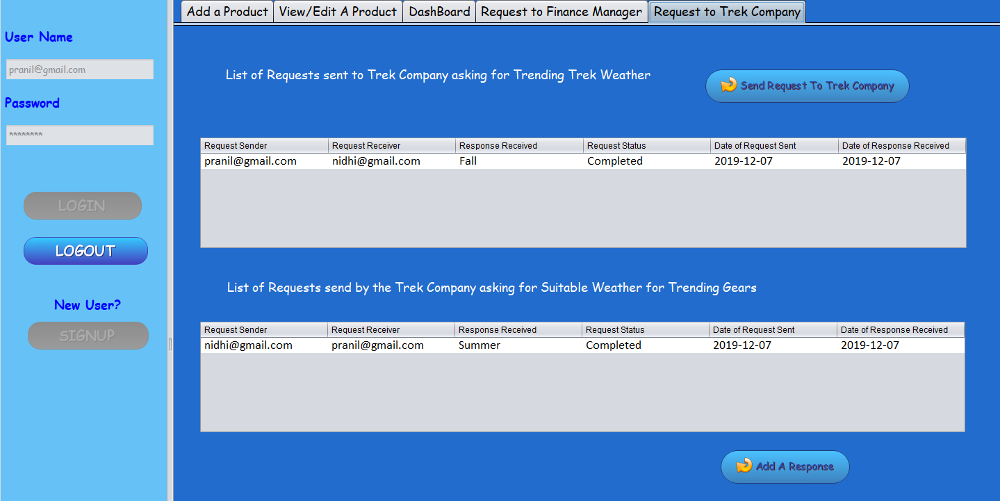 Add a Product View/Edit A Product DashBoard Request to Finance Manager Request to Trek Company
User Name
pranil@gmail.com
Password
********
LOGIN
LOGOUT
New User?
SIGNUP
List of Requests sent to Trek Company asking for Trending Trek Weather
Send Request To Trek Company
Request Sender Request Receiver Response Received Request Status Date of Request Sent Date of Response Received
pranil@gmail.com nidhi@gmail.com Fall Completed 2019-12-07 2019-12-07
List of Requests send by the Trek Company asking for Suitable Weather for Trending Gears
Request Sender Request Receiver Response Received Request Status Date of Request Sent Date of Response Received
nidhi@gmail.com pranil@gmail.com Summer Completed 2019-12-07 2019-12-07
Add A Response